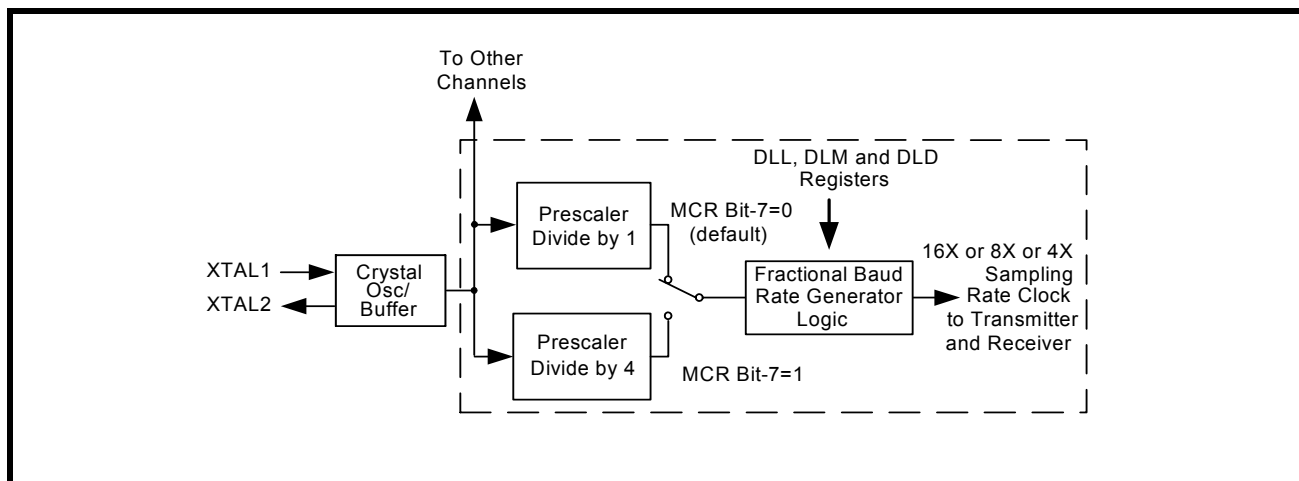 To Other
Channels
DLL, DLM and DLD
Registers
Prescaler
Divide by 1
MCR Bit-7=0
(default)
XTAL1
XTAL2
Crystal
Osc/
Buffer
Fractional Baud
Rate Generator
Logic
16X or 8X or 4X
Sampling
Rate Clock
to Transmitter
and Receiver
Prescaler
Divide by 4
MCR Bit-7=1